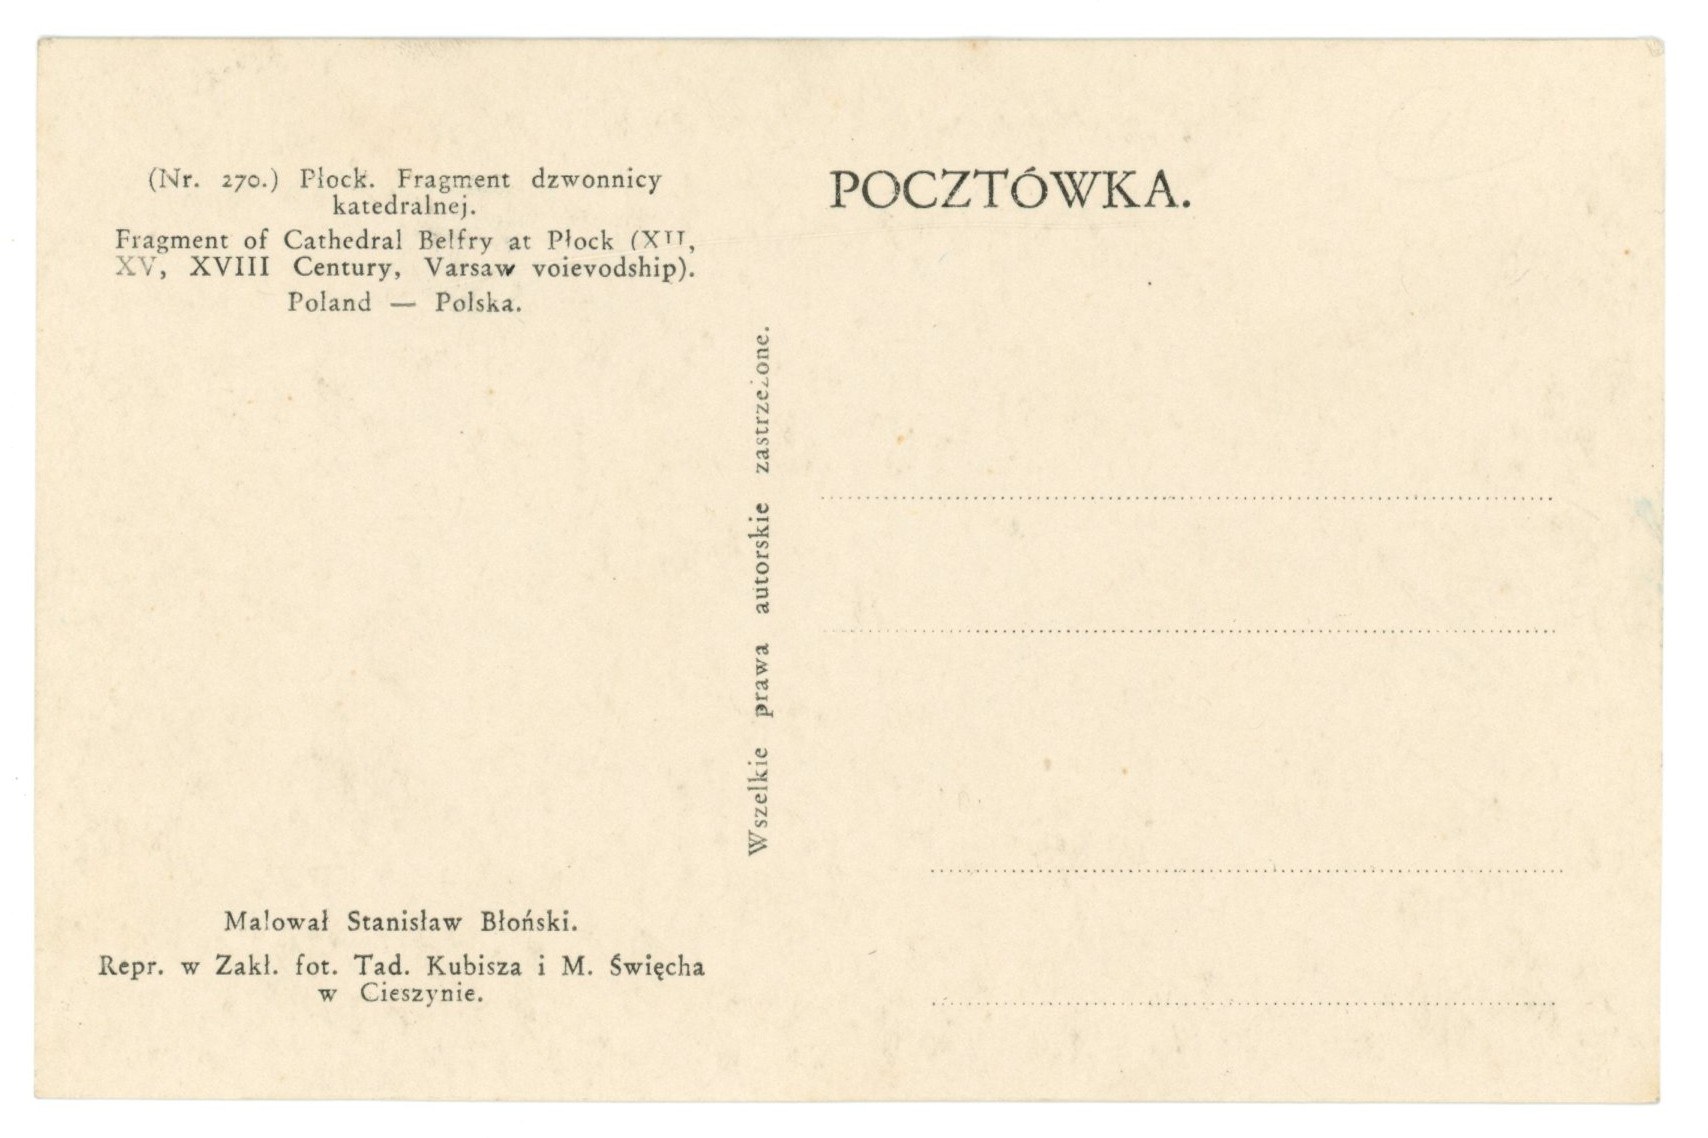 (Nr. 270.) Płock. Fragment dzwonnicy
katedralnej.
Fragment of Cathedral Belfry at Płock (XII,
XV, XVIII Century, Varsaw voievodship).
Poland — Polska.
POCZTÓWKA.
Wszelkie prawa autorskie zastrzeżone.
Malował Stanisław Błoński.
Repr. w Zakł. fot. Tad. Kubisza i M. Święcha
w Cieszynie.